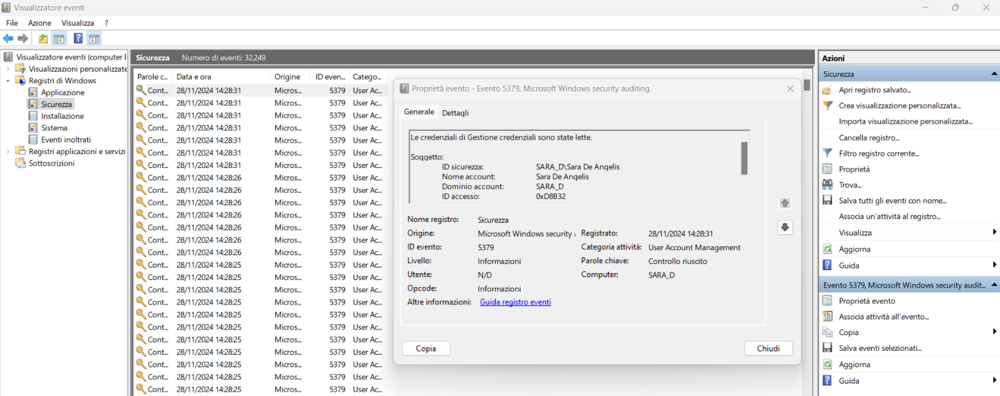 Visualizzatore eventi
File Azione Visualizza ?
Visualizzatore eventi (computer l
Visualizzazioni personalizzate
Registri di Windows
Applicazione
Sicurezza
Installazione
Sistema
Eventi inoltrati
Registri applicazioni e servizi
Sottoscrizioni
Sicurezza Numero di eventi: 32.249
Parole c... Data e ora Origine ID even... Catego...
Cont... 28/11/2024 14:28:31 Micros... 5379 User Ac...
Cont... 28/11/2024 14:28:31 Micros... 5379 User Ac...
Cont... 28/11/2024 14:28:31 Micros... 5379 User Ac...
Cont... 28/11/2024 14:28:31 Micros... 5379 User Ac...
Cont... 28/11/2024 14:28:31 Micros... 5379 User Ac...
Cont... 28/11/2024 14:28:31 Micros... 5379 User Ac...
Cont... 28/11/2024 14:28:31 Micros... 5379 User Ac...
Cont... 28/11/2024 14:28:26 Micros... 5379 User Ac...
Cont... 28/11/2024 14:28:26 Micros... 5379 User Ac...
Cont... 28/11/2024 14:28:26 Micros... 5379 User Ac...
Cont... 28/11/2024 14:28:26 Micros... 5379 User Ac...
Cont... 28/11/2024 14:28:26 Micros... 5379 User Ac...
Cont... 28/11/2024 14:28:26 Micros... 5379 User Ac...
Cont... 28/11/2024 14:28:26 Micros... 5379 User Ac...
Cont... 28/11/2024 14:28:25 Micros... 5379 User Ac...
Cont... 28/11/2024 14:28:25 Micros... 5379 User Ac...
Cont... 28/11/2024 14:28:25 Micros... 5379 User Ac...
Cont... 28/11/2024 14:28:25 Micros... 5379 User Ac...
Cont... 28/11/2024 14:28:25 Micros... 5379 User Ac...
Cont... 28/11/2024 14:28:25 Micros... 5379 User Ac...
Cont... 28/11/2024 14:28:25 Micros... 5379 User Ac...
Cont... 28/11/2024 14:28:25 Micros... 5379 User Ac...
Cont... 28/11/2024 14:28:25 Micros... 5379 User Ac...
Cont... 28/11/2024 14:28:25 Micros... 5379 User Ac...
Cont... 28/11/2024 14:28:25 Micros... 5379 User Ac...
Proprietà evento - Evento 5379, Microsoft Windows security auditing.
Generale Dettagli
Le credenziali di Gestione credenziali sono state lette.
Soggetto:
ID sicurezza: SARA_D\Sara De Angelis
Nome account: Sara De Angelis
Dominio account: SARA_D
ID accesso: 0xD8B32
Nome registro: Sicurezza
Origine: Microsoft Windows security Registrato: 28/11/2024 14:28:31
ID evento: 5379 Categoria attività: User Account Management
Livello: Informazioni Parole chiave: Controllo riuscito
Utente: N/D Computer: SARA_D
Opcode: Informazioni
Altre informazioni: Guida registro eventi
Copia Chiudi
Azioni
Sicurezza
Apri registro salvato...
Crea visualizzazione personalizzata...
Importa visualizzazione personalizzata...
Cancella registro...
Filtro registro corrente...
Proprietà
Trova...
Salva tutti gli eventi con nome...
Associa un'attività al registro...
Visualizza
Aggiorna
Guida
Evento 5379, Microsoft Windows security audit...
Proprietà evento
Associa attività all'evento...
Copia
Salva eventi selezionati...
Aggiorna
Guida